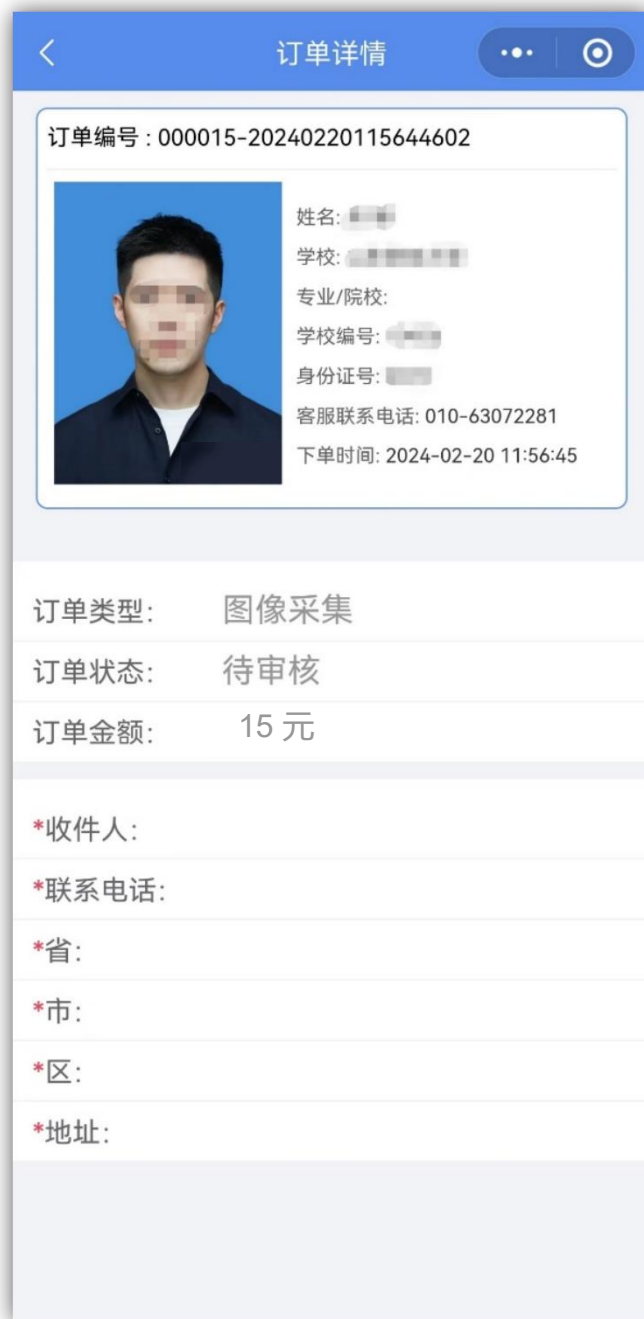 订单详情
订单编号 : 000015-20240220115644602
姓名:
学校:
专业/院校:
学校编号:
身份证号:
客服联系电话: 010-63072281
下单时间: 2024-02-20 11:56:45
订单类型: 图像采集
订单状态: 待审核
订单金额: 15 元
*收件人:
*联系电话:
*省:
*市:
*区:
*地址: